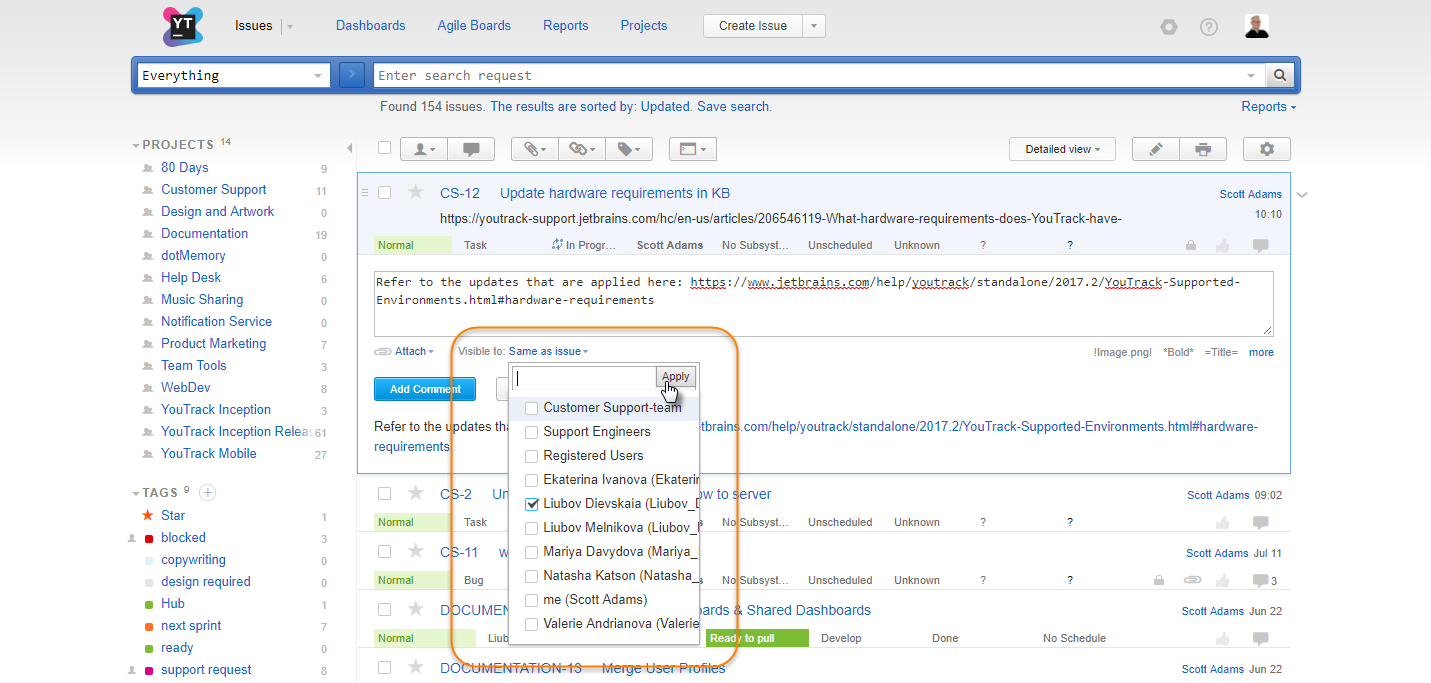 YT
Issues
Dashboards
Agile Boards
Reports
Projects
Create Issue
Everything
Enter search request
Found 154 issues. The results are sorted by: Updated. Save search.
Reports
PROJECTS 14
80 Days 9
Customer Support 11
Design and Artwork 0
Documentation 19
dotMemory 0
Help Desk 6
Music Sharing 0
Notification Service 0
Product Marketing 7
Team Tools 3
WebDev 8
YouTrack Inception 3
YouTrack Inception Relea 61
YouTrack Mobile 27
TAGS 9
Star 1
blocked 3
copywriting 0
design required 0
Hub 1
next sprint 7
ready 0
support request 8
Detailed view
CS-12 Update hardware requirements in KB Scott Adams
https://youtrack-support.jetbrains.com/hc/en-us/articles/206546119-What-hardware-requirements-does-YouTrack-have- 10:10
Normal Task In Progr... Scott Adams No Subsyst... Unscheduled Unknown ? ?
Refer to the updates that are applied here: https://www.jetbrains.com/help/youtrack/standalone/2017.2/YouTrack-Supported-
Environments.html#hardware-requirements
Attach Visible to: Same as issue !Image.png! *Bold* =Title= more
Add Comment
Apply
Customer Support-team
Support Engineers
Registered Users
Ekaterina Ivanova (Ekaterin
Liubov Dievskaia (Liubov_D
Liubov Melnikova (Liubov_
Mariya Davydova (Mariya_
Natasha Katson (Natasha_
me (Scott Adams)
Valerie Andrianova (Valerie
Refer to the updates tha etbrains.com/help/youtrack/standalone/2017.2/YouTrack-Supported-Environments.html#hardware-
requirements
CS-2 Un ow to server Scott Adams 09:02
Normal Task s No Subsyst... Unscheduled Unknown ? ?
CS-11 w Scott Adams Jul 11
Normal Bug No Subsyst... Unscheduled Unknown ? ? 3
DOCUMEN oards & Shared Dashboards Scott Adams Jun 22
Normal Liub Ready to pull Develop Done No Schedule
DOCUMENTATION-13 Merge User Profiles Scott Adams Jun 22